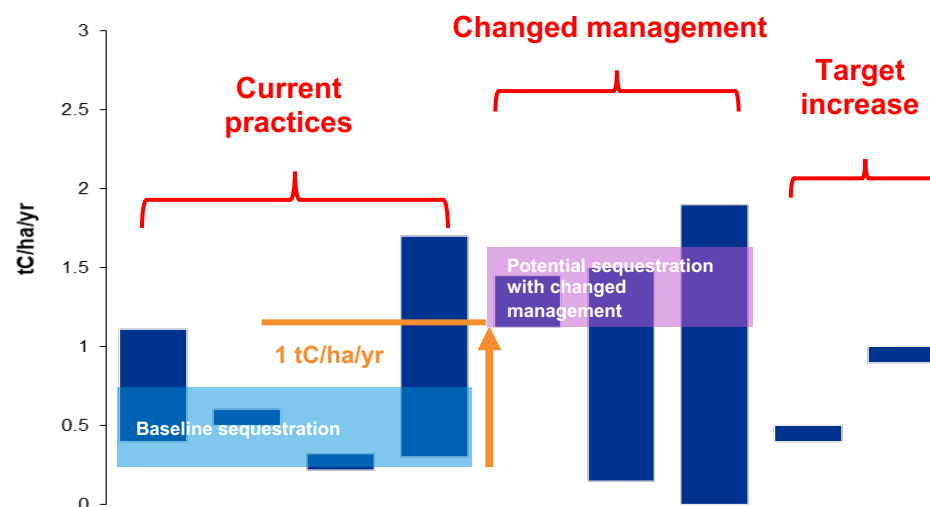 Changed management
Current
practices
Target
increase
tC/ha/yr
3
2.5
2
1.5
1
0.5
0
Potential sequestration
with changed
management
1 tC/ha/yr
Baseline sequestration